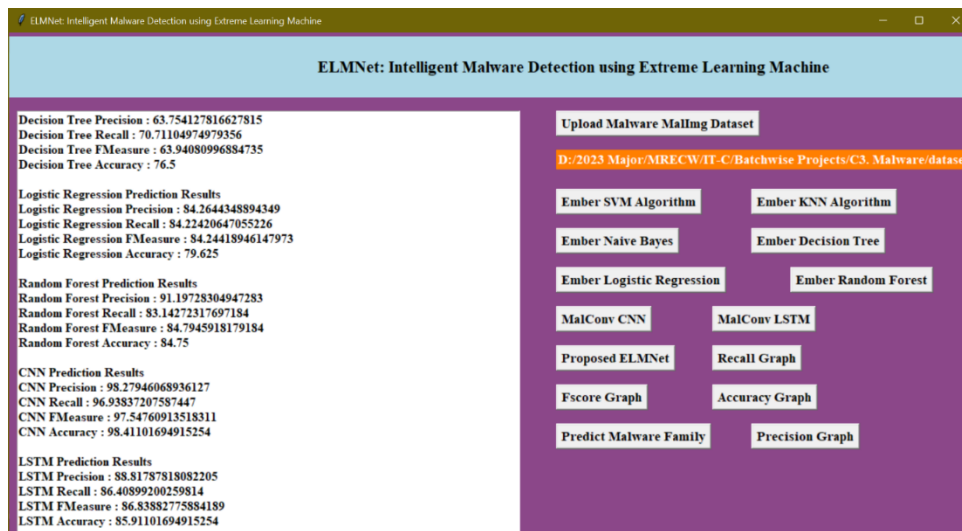 ELMNet: Intelligent Malware Detection using Extreme Learning Machine
ELMNet: Intelligent Malware Detection using Extreme Learning Machine
Decision Tree Precision : 63.754127816627815
Decision Tree Recall : 70.71104974979356
Decision Tree FMeasure : 63.94080996884735
Decision Tree Accuracy : 76.5
Logistic Regression Prediction Results
Logistic Regression Precision : 84.2644348894349
Logistic Regression Recall : 84.22420647055226
Logistic Regression FMeasure : 84.24418946147973
Logistic Regression Accuracy : 79.625
Random Forest Prediction Results
Random Forest Precision : 91.19728304947283
Random Forest Recall : 83.14272317697184
Random Forest FMeasure : 84.7945918179184
Random Forest Accuracy : 84.75
CNN Prediction Results
CNN Precision : 98.27946068936127
CNN Recall : 96.93837207587447
CNN FMeasure : 97.54760913518311
CNN Accuracy : 98.41101694915254
LSTM Prediction Results
LSTM Precision : 88.81787818082205
LSTM Recall : 86.40899200259814
LSTM FMeasure : 86.83882775884189
LSTM Accuracy : 85.91101694915254
Upload Malware MalImg Dataset
D:/2023 Major/MRECW/IT-C/Batchwise Projects/C3. Malware/datase
Ember SVM Algorithm
Ember KNN Algorithm
Ember Naive Bayes
Ember Decision Tree
Ember Logistic Regression
Ember Random Forest
MalConv CNN
MalConv LSTM
Proposed ELMNet
Recall Graph
Fscore Graph
Accuracy Graph
Predict Malware Family
Precision Graph